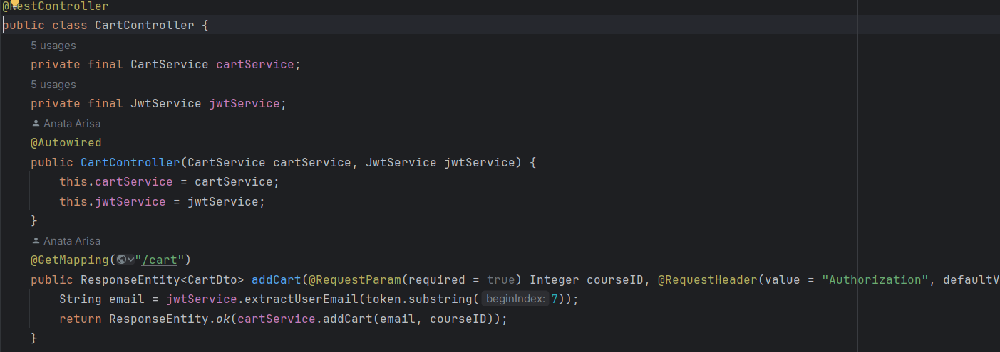 @RestController
public class CartController {
5 usages
private final CartService cartService;
5 usages
private final JwtService jwtService;
Anata Arisa
@Autowired
public CartController(CartService cartService, JwtService jwtService) {
this.cartService = cartService;
this.jwtService = jwtService;
}
Anata Arisa
@GetMapping("/cart")
public ResponseEntity<CartDto> addCart(@RequestParam(required = true) Integer courseID, @RequestHeader(value = "Authorization", defaultV
String email = jwtService.extractUserEmail(token.substring( beginIndex: 7));
return ResponseEntity.ok(cartService.addCart(email, courseID));
}